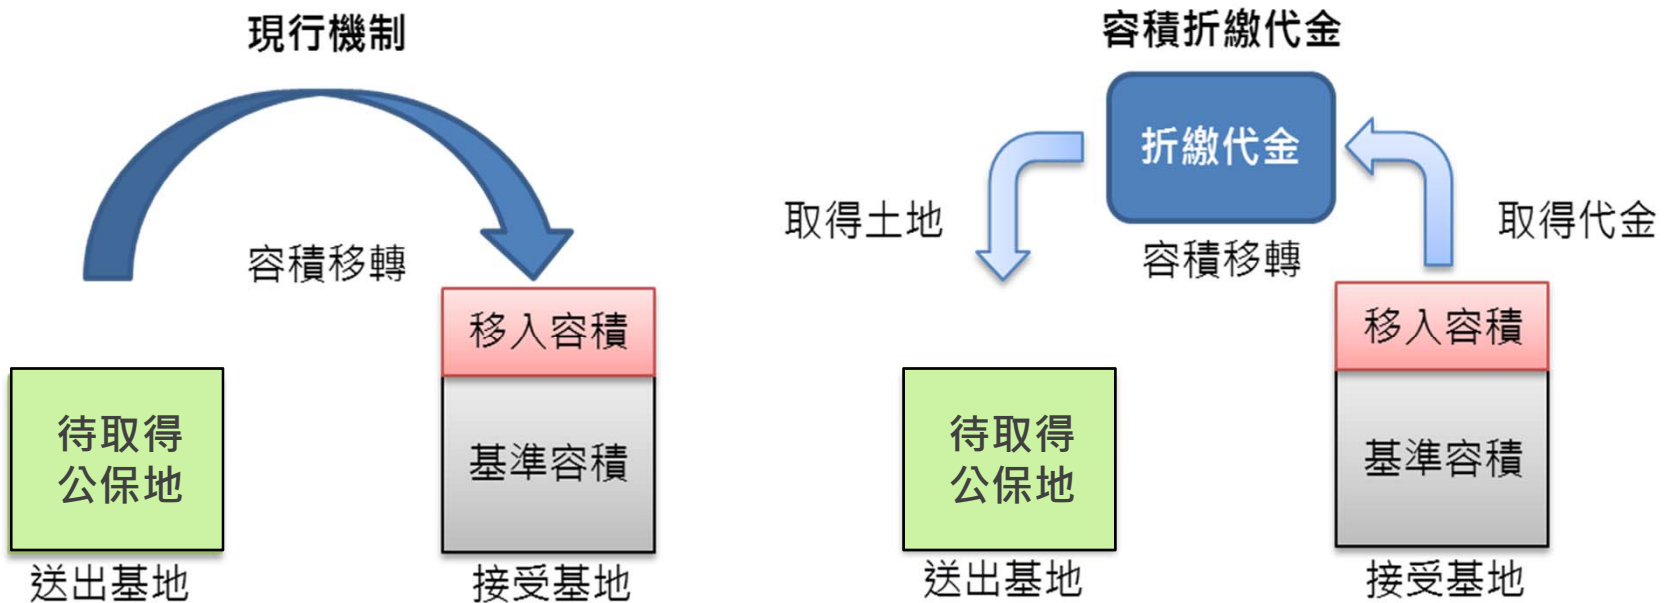 現行機制
容積移轉
移入容積
基準容積
待取得
公保地
送出基地
接受基地
容積折繳代金
折繳代金
取得土地
容積移轉
取得代金
移入容積
基準容積
待取得
公保地
送出基地
接受基地